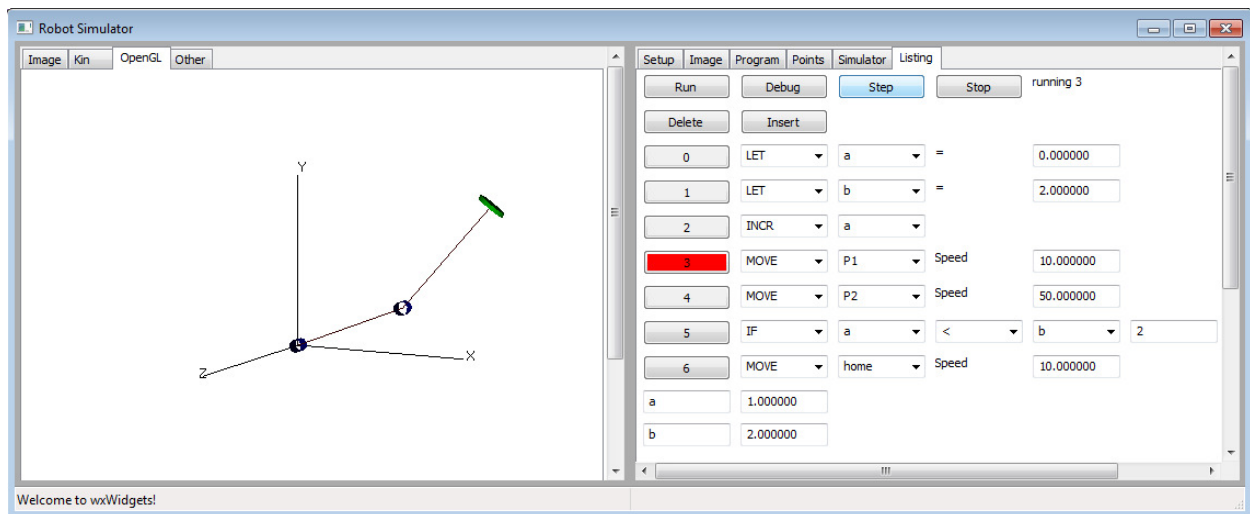 Robot Simulator
Image Kin OpenGL Other
Y
X
Z
Setup Image Program Points Simulator Listing
Run Debug Step Stop running 3
Delete Insert
0 LET a = 0.000000
1 LET b = 2.000000
2 INCR a
3 MOVE P1 Speed 10.000000
4 MOVE P2 Speed 50.000000
5 IF a < b 2
6 MOVE home Speed 10.000000
a 1.000000
b 2.000000
Welcome to wxWidgets!